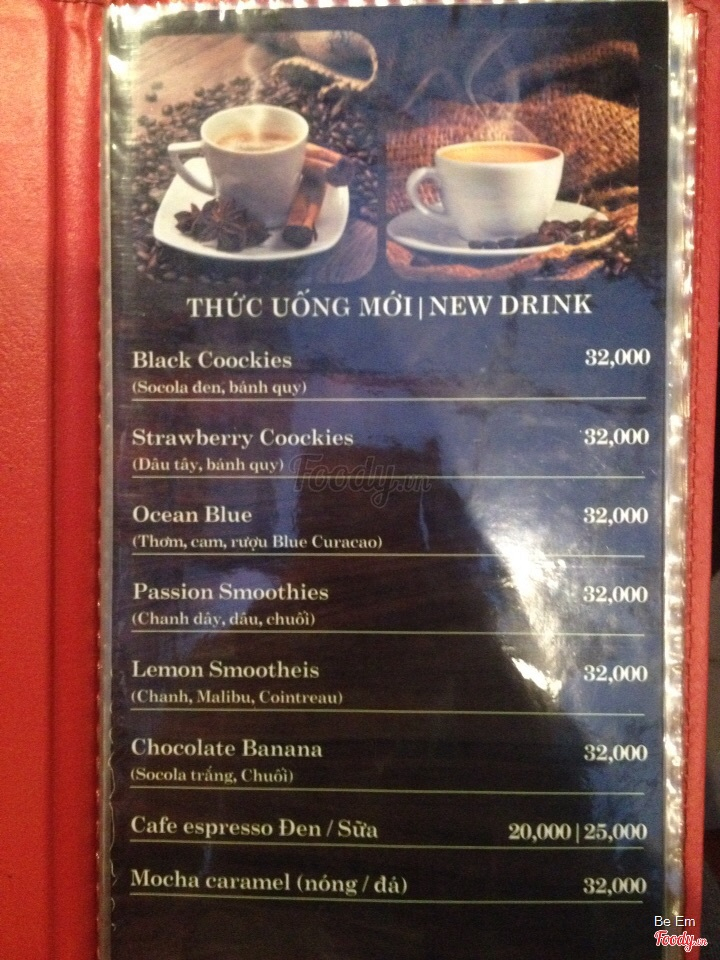 THỨC UỐNG MỚI | NEW DRINK
Black Coockies 32,000
(Socola đen, bánh quy)
Strawberry Coockies 32,000
(Dâu tây, bánh quy)
Foody.vn
Ocean Blue 32,000
(Thơm, cam, rượu Blue Curacao)
Passion Smoothies 32,000
(Chanh dây, dâu, chuối)
Lemon Smootheis 32,000
(Chanh, Malibu, Cointreau)
Chocolate Banana 32,000
(Socola trắng, Chuối)
Cafe espresso Đen / Sữa 20,000 | 25,000
Mocha caramel (nóng / đá) 32,000
Be Em
Foody.vn